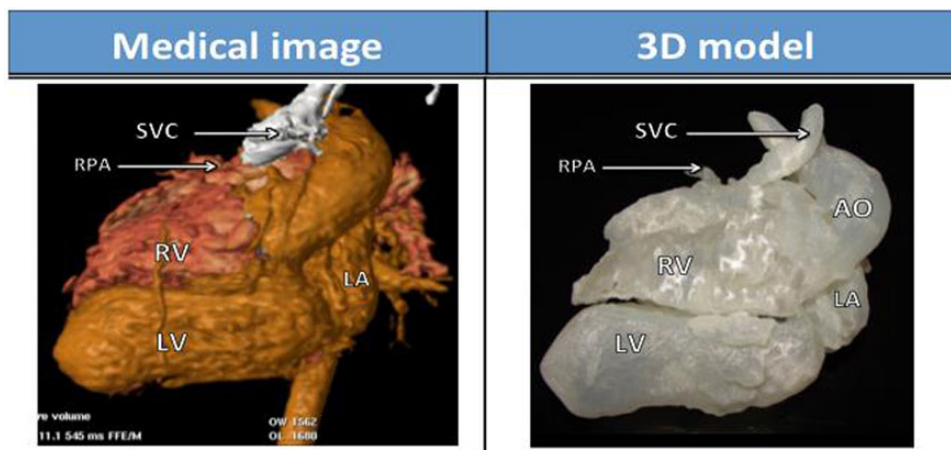 Medical image
3D model
SVC
RPA
RV
LA
LV
re volume
11.1 545 ms FFE/M
OW 1562
OL 1680
SVC
RPA
AO
RV
LA
LV